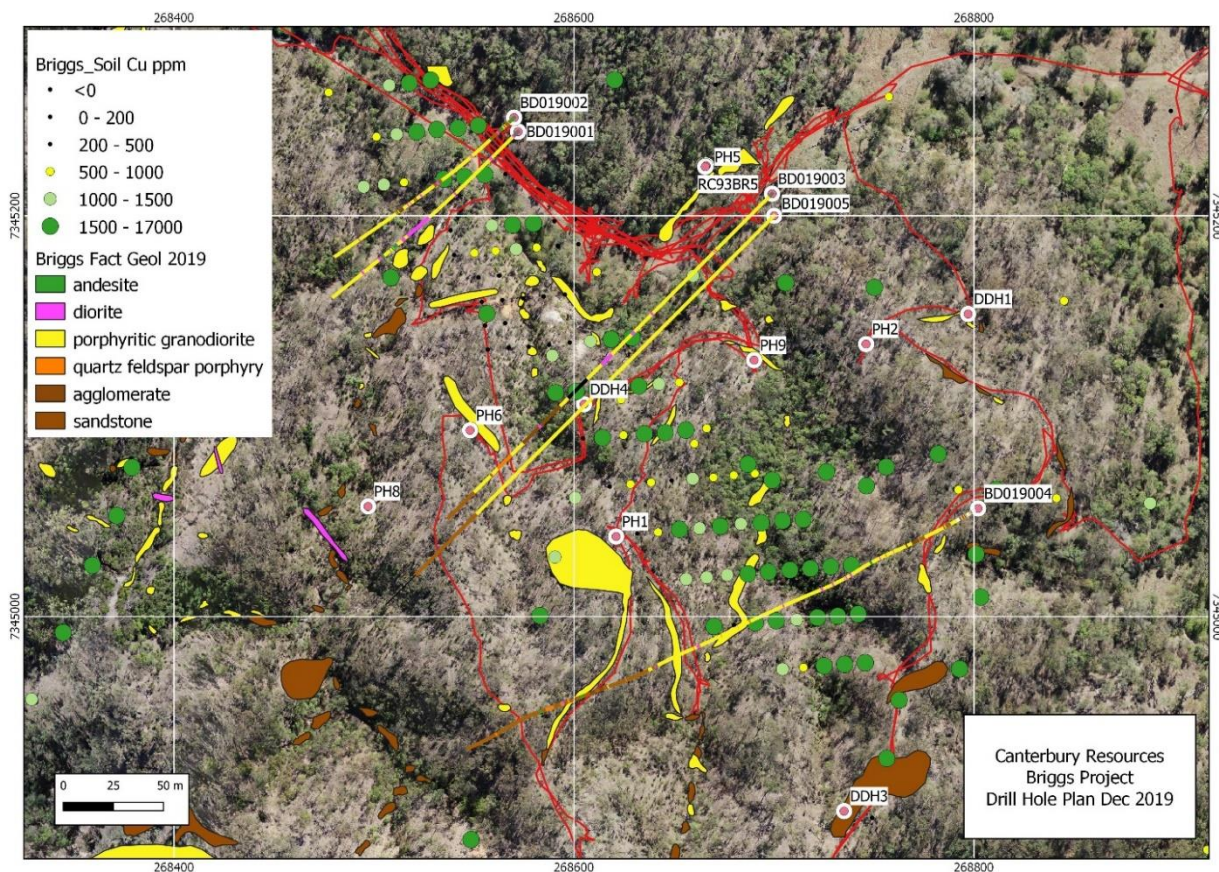 268400
268600
268800
Briggs_Soil Cu ppm
<0
0 - 200
200 - 500
500 - 1000
1000 - 1500
1500 - 17000
Briggs Fact Geol 2019
andesite
diorite
porphyritic granodiorite
quartz feldspar porphyry
agglomerate
sandstone
BD019002
BD019001
PH5
RC93BR5
BD019003
BD019005
7345200
7345200
DDH1
PH2
PH9
DDH4
PH6
PH8
BD019004
PH1
7345000
7345000
DDH3
0 25 50 m
Canterbury Resources
Briggs Project
Drill Hole Plan Dec 2019
268400
268600
268800